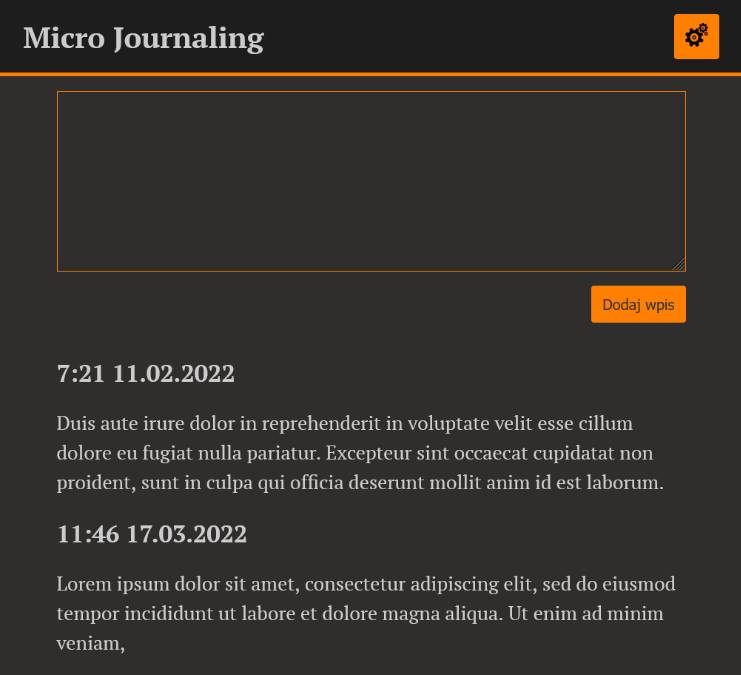 Micro Journaling
Dodaj wpis
7:21 11.02.2022
Duis aute irure dolor in reprehenderit in voluptate velit esse cillum
dolore eu fugiat nulla pariatur. Excepteur sint occaecat cupidatat non
proident, sunt in culpa qui officia deserunt mollit anim id est laborum.
11:46 17.03.2022
Lorem ipsum dolor sit amet, consectetur adipiscing elit, sed do eiusmod
tempor incididunt ut labore et dolore magna aliqua. Ut enim ad minim
veniam,